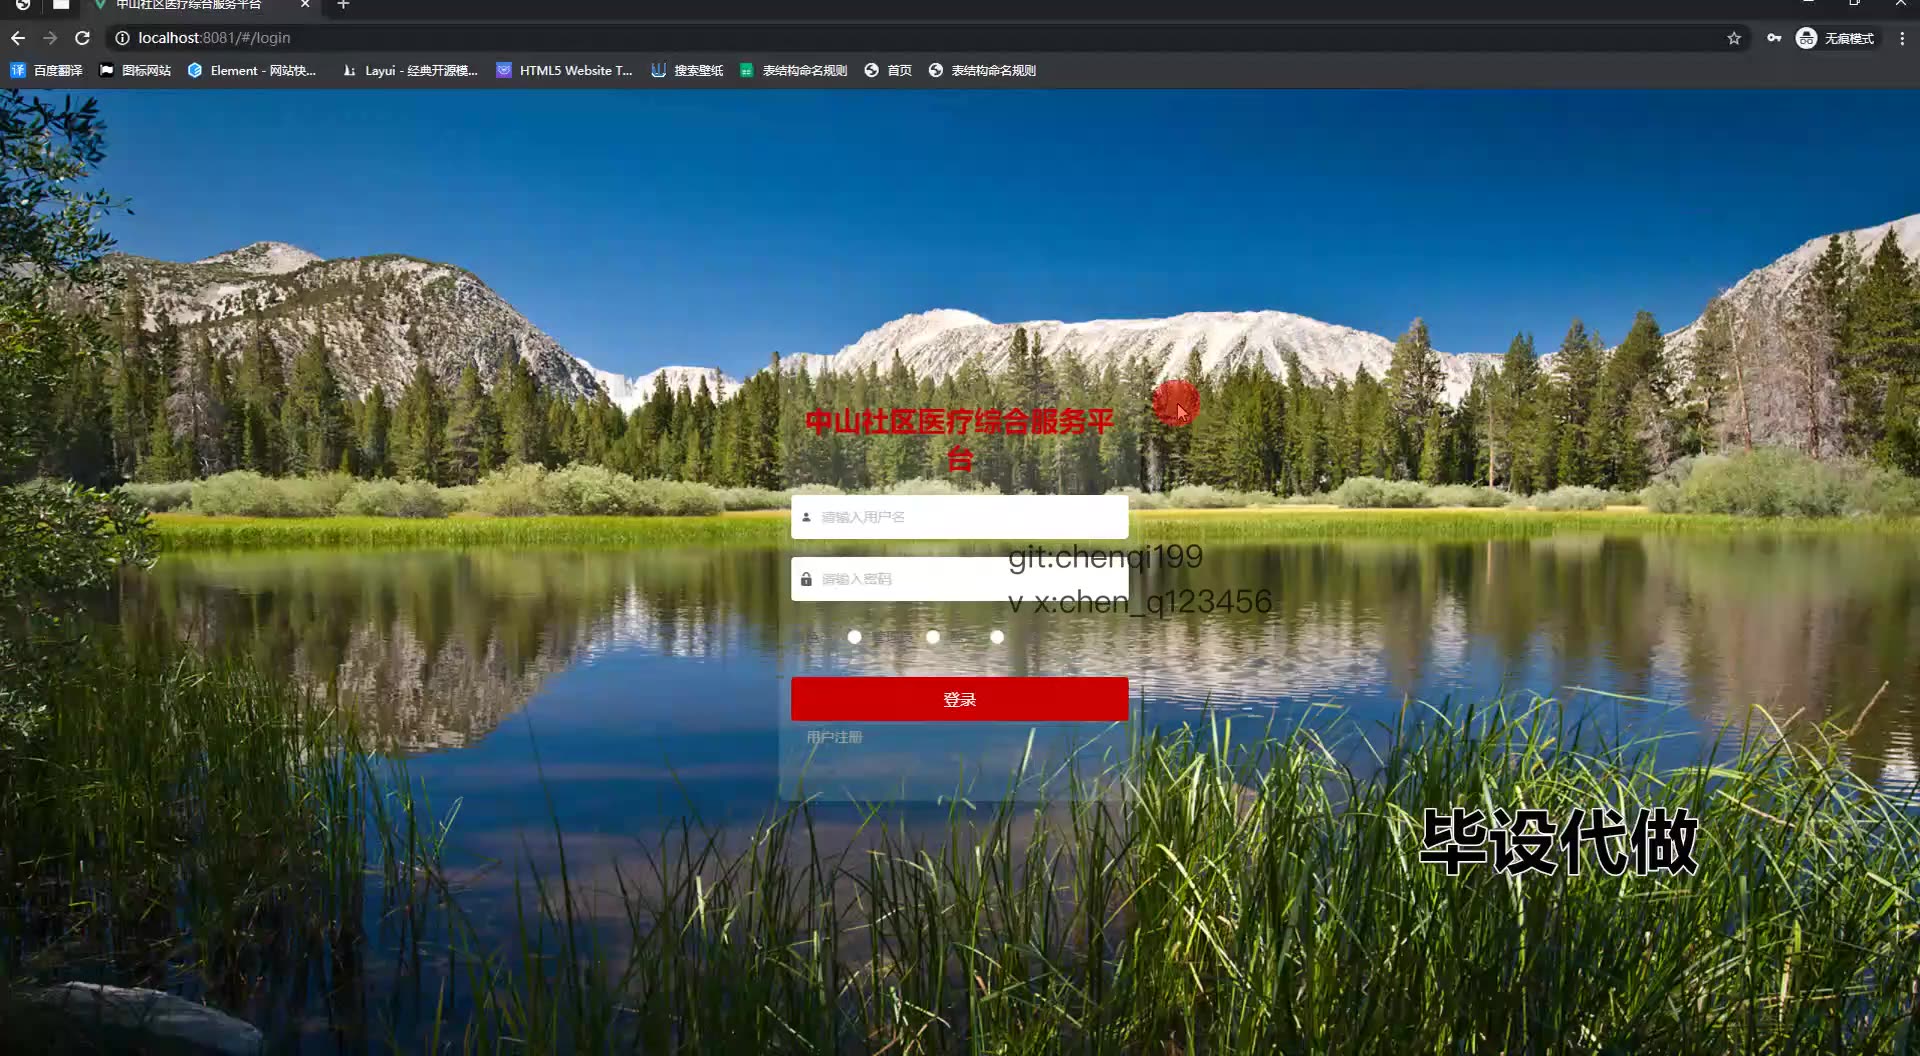 中山社区医疗综合服务平台
localhost:8081/#/login
无痕模式
百度翻译
图标网站
Element - 网站快...
Layui - 经典开源模...
HTML5 Website T...
搜索壁纸
表结构命名规则
首页
表结构命名规则
中山社区医疗综合服务平
台
请输入用户名
git:chenqi199
请输入密码
v x:chen_q123456
登录
用户注册
毕设代做